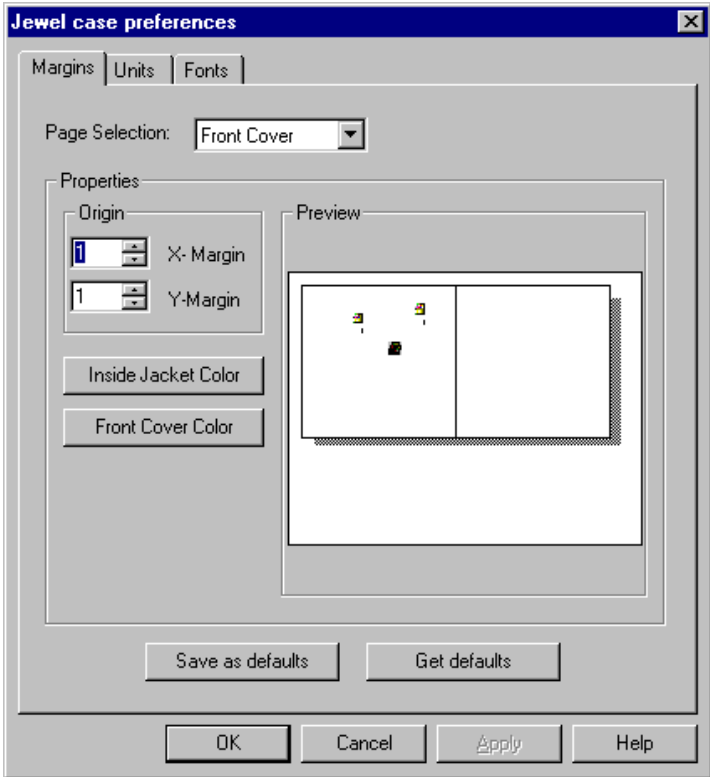 Jewel case preferences
Margins Units Fonts
Page Selection: Front Cover
Properties
Origin
Preview
1 X- Margin
1 Y-Margin
Inside Jacket Color
Front Cover Color
Save as defaults Get defaults
OK Cancel Apply Help